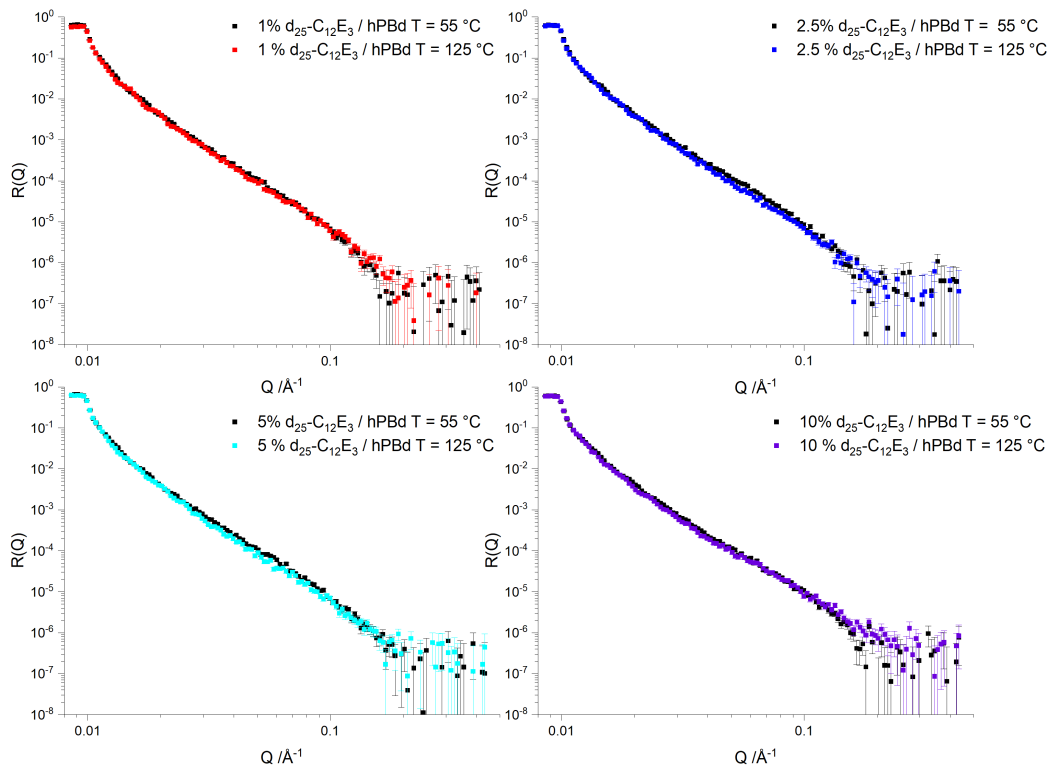 1% d₂₅-C₁₂E₃ / hPBd T = 55 °C
1 % d₂₅-C₁₂E₃ / hPBd T = 125 °C
10⁰
10⁻¹
10⁻²
10⁻³
10⁻⁴
10⁻⁵
10⁻⁶
10⁻⁷
10⁻⁸
R(Q)
0.01
0.1
Q /Å⁻¹
2.5% d₂₅-C₁₂E₃ / hPBd T = 55 °C
2.5 % d₂₅-C₁₂E₃ / hPBd T = 125 °C
10⁰
10⁻¹
10⁻²
10⁻³
10⁻⁴
10⁻⁵
10⁻⁶
10⁻⁷
10⁻⁸
R(Q)
0.01
0.1
Q /Å⁻¹
5% d₂₅-C₁₂E₃ / hPBd T = 55 °C
5 % d₂₅-C₁₂E₃ / hPBd T = 125 °C
10⁰
10⁻¹
10⁻²
10⁻³
10⁻⁴
10⁻⁵
10⁻⁶
10⁻⁷
10⁻⁸
R(Q)
0.01
0.1
Q /Å⁻¹
10% d₂₅-C₁₂E₃ / hPBd T = 55 °C
10 % d₂₅-C₁₂E₃ / hPBd T = 125 °C
10⁰
10⁻¹
10⁻²
10⁻³
10⁻⁴
10⁻⁵
10⁻⁶
10⁻⁷
10⁻⁸
R(Q)
0.01
0.1
Q /Å⁻¹